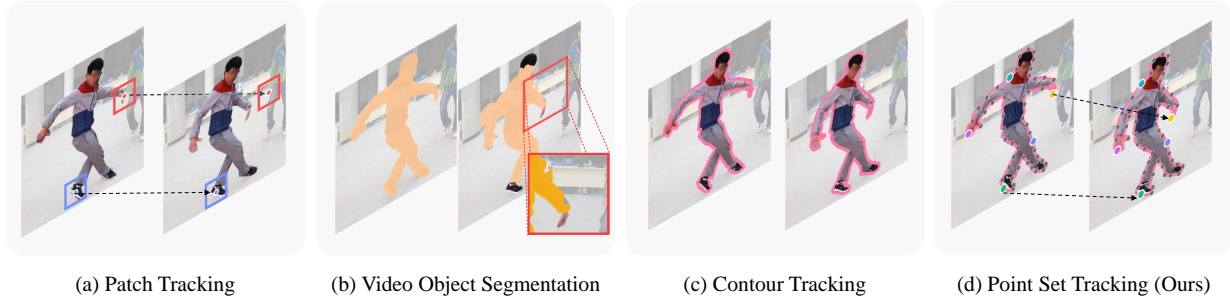 (a) Patch Tracking
(b) Video Object Segmentation
(c) Contour Tracking
(d) Point Set Tracking (Ours)